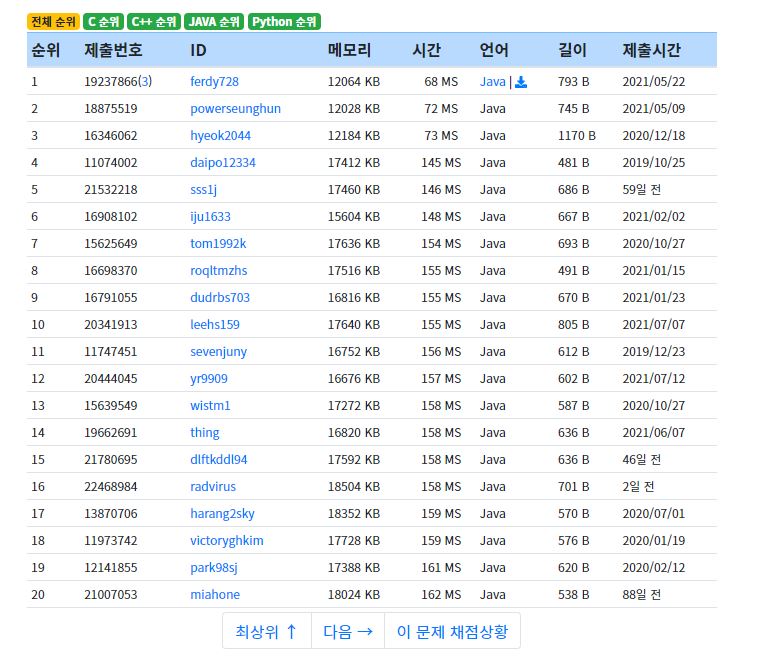 전체 순위 C 순위 C++ 순위 JAVA 순위 Python 순위
순위 제출번호 ID 메모리 시간 언어 길이 제출시간
1 19237866(3) ferdy728 12064 KB 68 MS Java | 793 B 2021/05/22
2 18875519 powerseunghun 12028 KB 72 MS Java 745 B 2021/05/09
3 16346062 hyeok2044 12184 KB 73 MS Java 1170 B 2020/12/18
4 11074002 daipo12334 17412 KB 145 MS Java 481 B 2019/10/25
5 21532218 sss1j 17460 KB 146 MS Java 686 B 59일 전
6 16908102 iju1633 15604 KB 148 MS Java 667 B 2021/02/02
7 15625649 tom1992k 17636 KB 154 MS Java 693 B 2020/10/27
8 16698370 roqltmzhs 17516 KB 155 MS Java 491 B 2021/01/15
9 16791055 dudrbs703 16816 KB 155 MS Java 670 B 2021/01/23
10 20341913 leehs159 17640 KB 155 MS Java 805 B 2021/07/07
11 11747451 sevenjuny 16752 KB 156 MS Java 612 B 2019/12/23
12 20444045 yr9909 16676 KB 157 MS Java 602 B 2021/07/12
13 15639549 wistm1 17272 KB 158 MS Java 587 B 2020/10/27
14 19662691 thing 16820 KB 158 MS Java 636 B 2021/06/07
15 21780695 dlftkddl94 17592 KB 158 MS Java 636 B 46일 전
16 22468984 radvirus 18504 KB 158 MS Java 701 B 2일 전
17 13870706 harang2sky 18352 KB 159 MS Java 570 B 2020/07/01
18 11973742 victoryghkim 17728 KB 159 MS Java 576 B 2020/01/19
19 12141855 park98sj 17388 KB 161 MS Java 620 B 2020/02/12
20 21007053 miahone 18024 KB 162 MS Java 538 B 88일 전
최상위 ↑ 다음 → 이 문제 채점상황